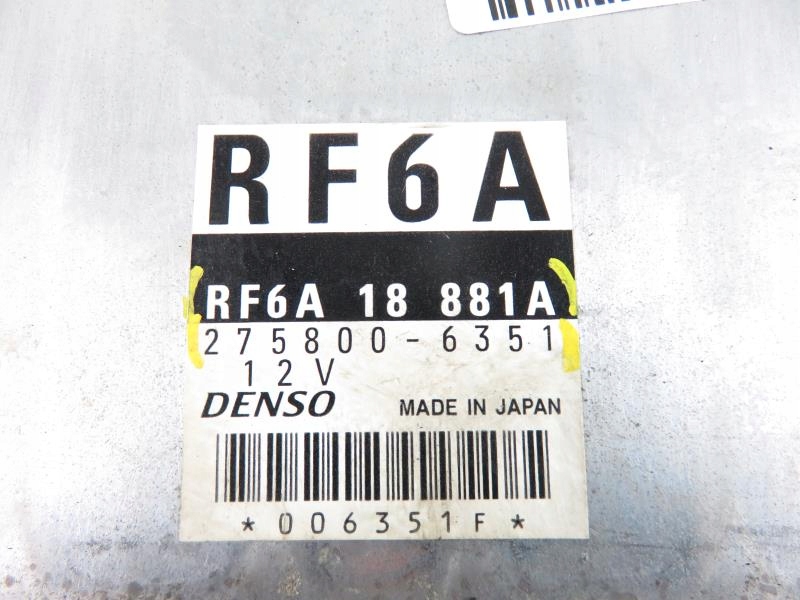 RF6A
RF6A 18 881A
275800-6351
12V
DENSO MADE IN JAPAN
*006351F*